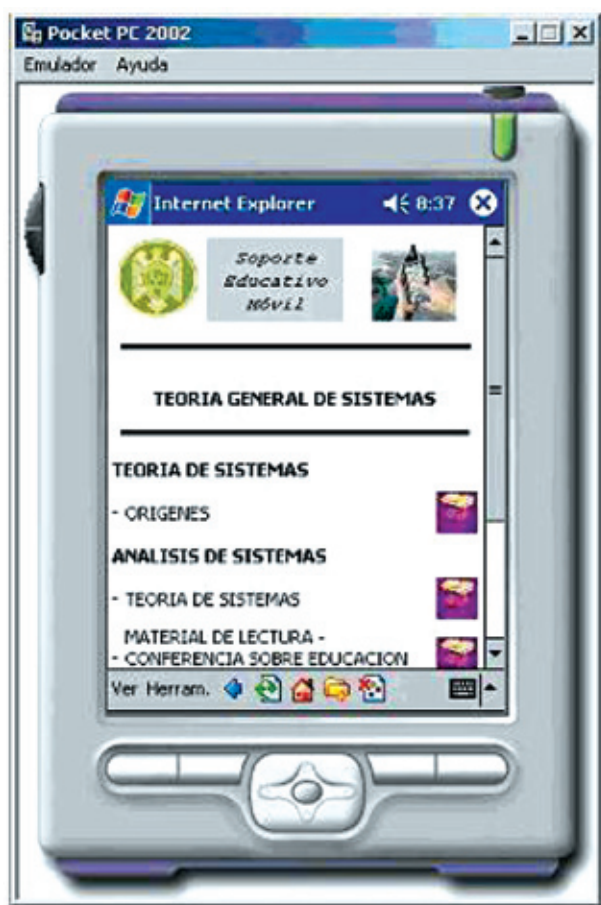 Pocket PC 2002
Emulador Ayuda
Internet Explorer 8:37
Soporte
Educativo
Móvil
TEORIA GENERAL DE SISTEMAS
TEORIA DE SISTEMAS
- ORIGENES
ANALISIS DE SISTEMAS
- TEORIA DE SISTEMAS
MATERIAL DE LECTURA -
- CONFERENCIA SOBRE EDUCACION
Ver Herram.